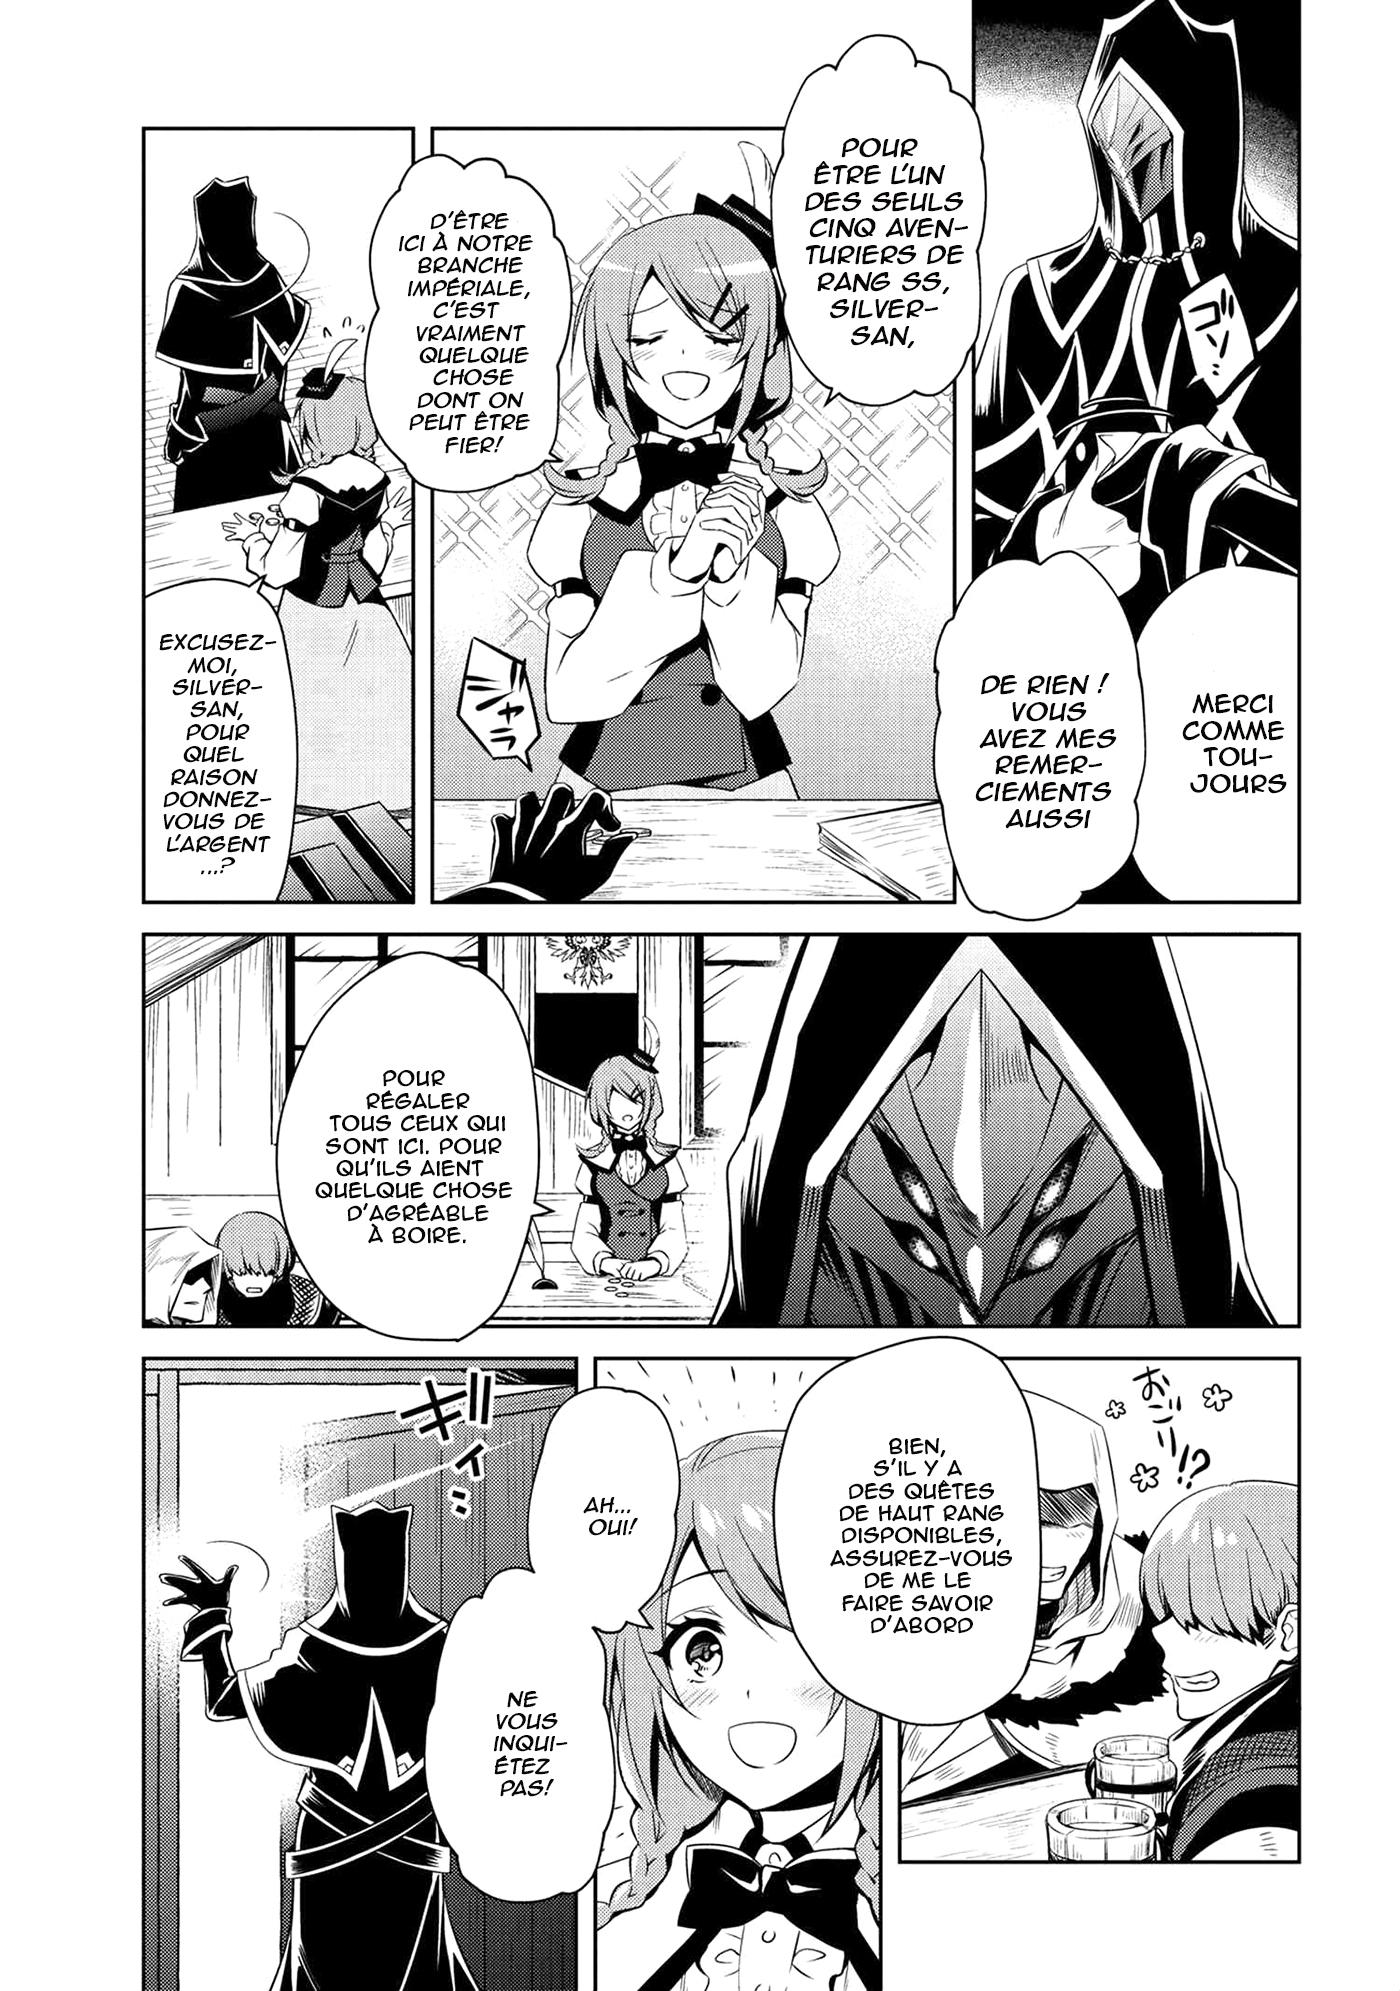 MERCI
COMME
TOU-
JOURS
ゴソ
DE RIEN !
VOUS
AVEZ MES
REMER-
CIEMENTS
AUSSI
POUR
ÊTRE L'UN
DES SEULS
CINQ AVEN-
TURIERS DE
RANG SS,
SILVER-
SAN,
D'ÊTRE
ICI À NOTRE
BRANCHE
IMPÉRIALE,
C'EST
VRAIMENT
QUELQUE
CHOSE
DONT ON
PEUT ÊTRE
FIER!
ジャラ
EXCUSEZ-
MOI,
SILVER-
SAN,
POUR
QUEL
RAISON
DONNEZ-
VOUS DE
L'ARGENT
...?
POUR
RÉGALER
TOUS CEUX QUI
SONT ICI. POUR
QU'ILS AIENT
QUELQUE CHOSE
D'AGRÉABLE
À BOIRE.
おごり!?
BIEN,
S'IL Y A
DES QUÊTES
DE HAUT RANG
DISPONIBLES,
ASSUREZ-VOUS
DE ME LE
FAIRE SAVOIR
D'ABORD
AH...
OUI!
NE
VOUS
INQUI-
ÉTEZ
PAS!
ギィ